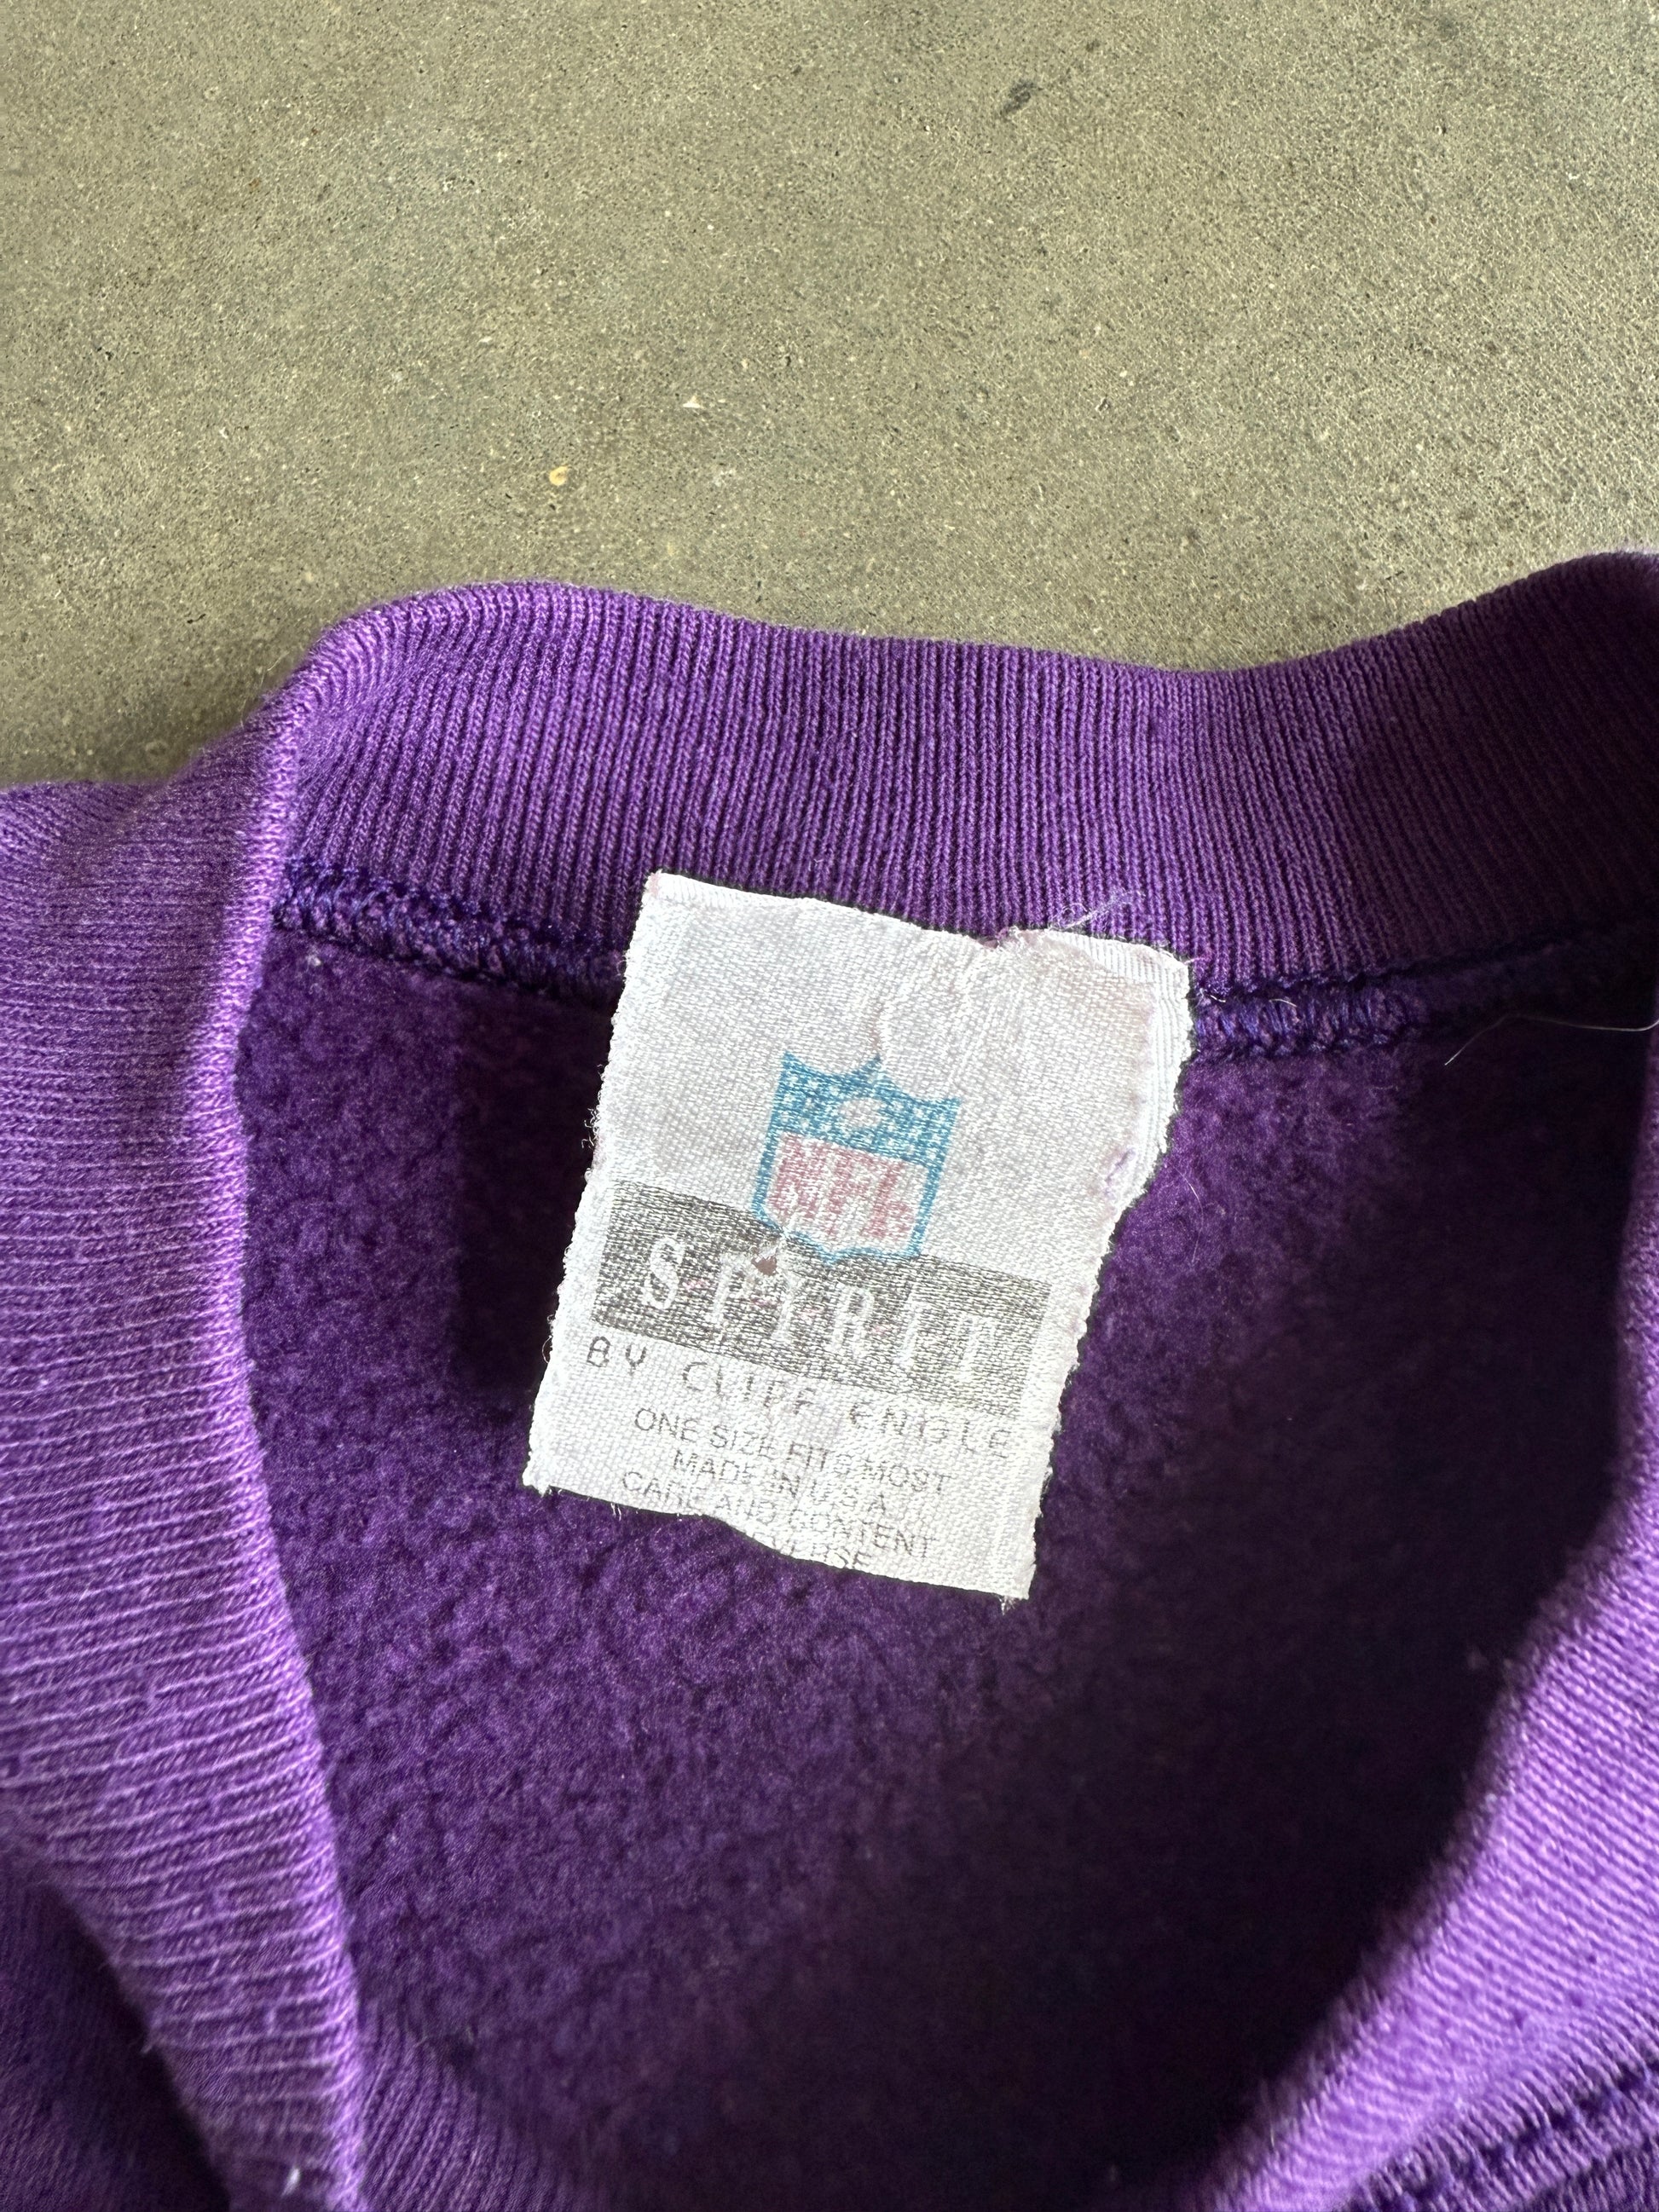 NFL
SPIRIT
BY CLIFF ENGLE
ONE SIZE FITS MOST
MADE IN U.S.A.
CARE AND CONTENT